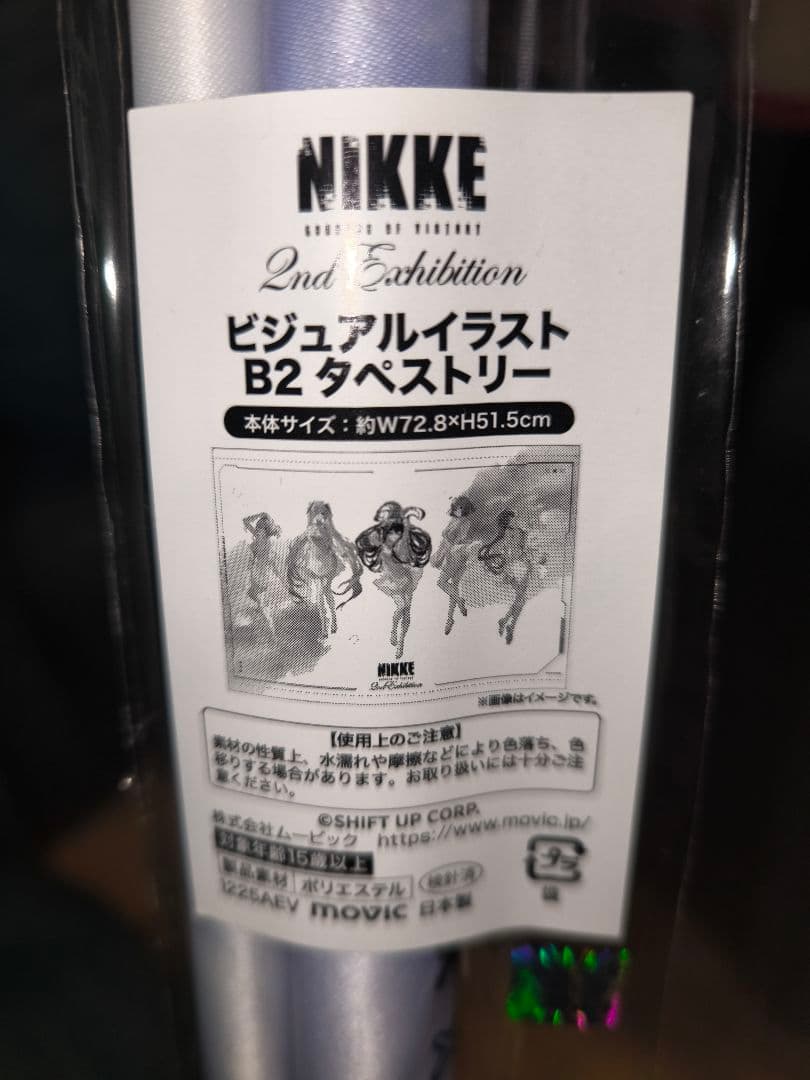 NIKKE
GODDESS OF VICTORY
2nd Exhibition
ビジュアルイラスト
B2 タペストリー
本体サイズ：約W72.8×H51.5cm
NIKKE
2nd Exhibition
※画像はイメージです。
【使用上のご注意】
素材の性質上、水濡れや摩擦などにより色落ち、色
移りする場合があります。お取り扱いには十分ご注
意ください。
©SHIFT UP CORP.
株式会社ムービック https://www.movic.jp/
対象年齢15歳以上
製品素材 ポリエステル 検針済
1225AEV movic 日本製
プラ
袋